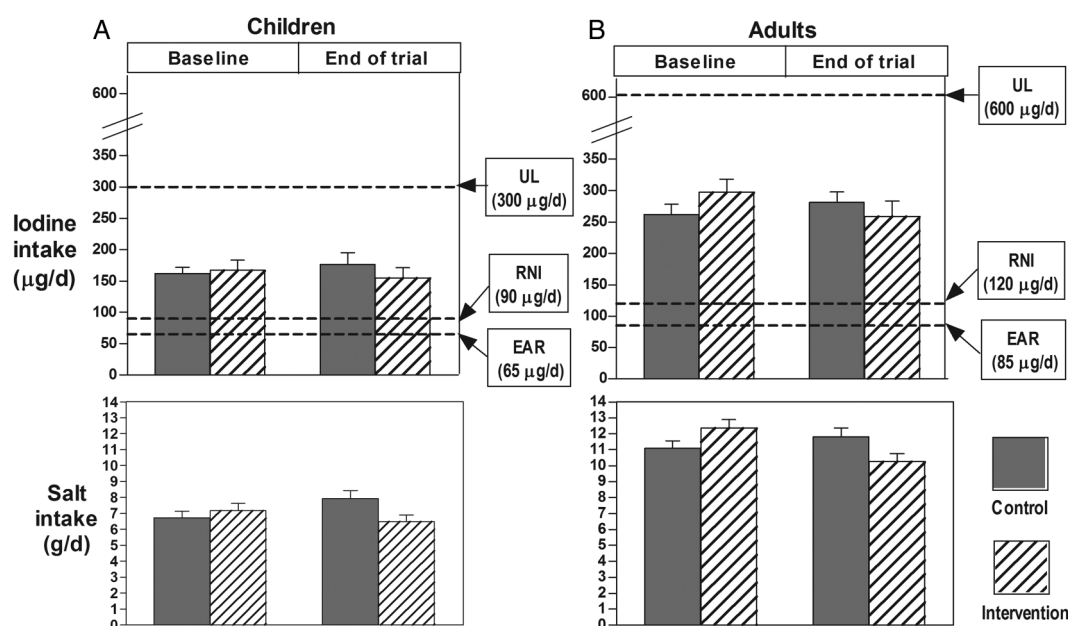 A
Children
Baseline
End of trial
600
350
300
250
200
150
100
50
0
Iodine
intake
(μg/d)
UL
(300 μg/d)
RNI
(90 μg/d)
EAR
(65 μg/d)
14
13
12
11
10
9
8
7
6
5
4
3
2
1
0
Salt
intake
(g/d)
B
Adults
Baseline
End of trial
600
350
300
250
200
150
100
50
0
UL
(600 μg/d)
RNI
(120 μg/d)
EAR
(85 μg/d)
14
13
12
11
10
9
8
7
6
5
4
3
2
1
0
Control
Intervention